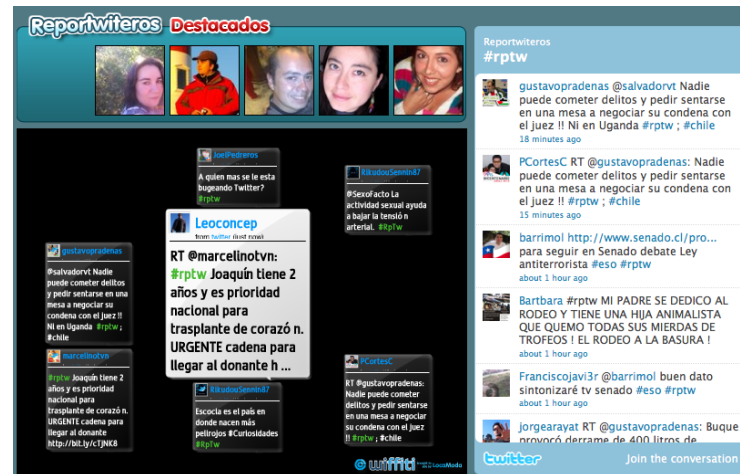 Reportwiteros Destacados
JoelPedreros
A quien mas se le esta
bugeando Twitter?
#rptw
RikudouSennin87
@SexoFacto La
actividad sexual ayuda
a bajar la tensió n
arterial. #RpTw
Leoconcep
from twitter (just now)
RT @marcelinotvn:
#rptw Joaquín tiene 2
años y es prioridad
nacional para
trasplante de corazó n.
URGENTE cadena para
llegar al donante h ...
gustavopradenas
@salvadorvt Nadie
puede cometer delitos
y pedir sentarse en una
mesa a negociar su
condena con el juez !!
Ni en Uganda #rptw ;
#chile
marcelinotvn
#rptw Joaquín tiene 2
años y es prioridad
nacional para
trasplante de corazó n.
URGENTE cadena para
llegar al donante
http://bit.ly/cTJNK8
RikudouSennin87
Escocia es el país en
donde nacen más
pelirojos #Curiosidades
#RpTw
PCortesC
RT @gustavopradenas:
Nadie puede cometer
delitos y pedir sentarse
en una mesa a negociar
su condena con el juez
!! #rptw ; #chile
wiffiti
LocaModa
Reportwiteros
#rptw
gustavopradenas @salvadorvt Nadie
puede cometer delitos y pedir sentarse
en una mesa a negociar su condena con
el juez !! Ni en Uganda #rptw ; #chile
18 minutes ago
PCortesC RT @gustavopradenas: Nadie
puede cometer delitos y pedir sentarse
en una mesa a negociar su condena con
el juez !! #rptw ; #chile
15 minutes ago
barrimol http://www.senado.cl/pro...
para seguir en Senado debate Ley
antiterrorista #eso #rptw
about 1 hour ago
Bartbara #rptw MI PADRE SE DEDICO AL
RODEO Y TIENE UNA HIJA ANIMALISTA
QUE QUEMO TODAS SUS MIERDAS DE
TROFEOS ! EL RODEO A LA BASURA !
about 1 hour ago
Franciscojavi3r @barrimol buen dato
sintonizaré tv senado #eso #rptw
about 1 hour ago
jorgearayat RT @gustavopradenas: Buque
provocó derrame de 400 litros de
twitter
Join the conversation